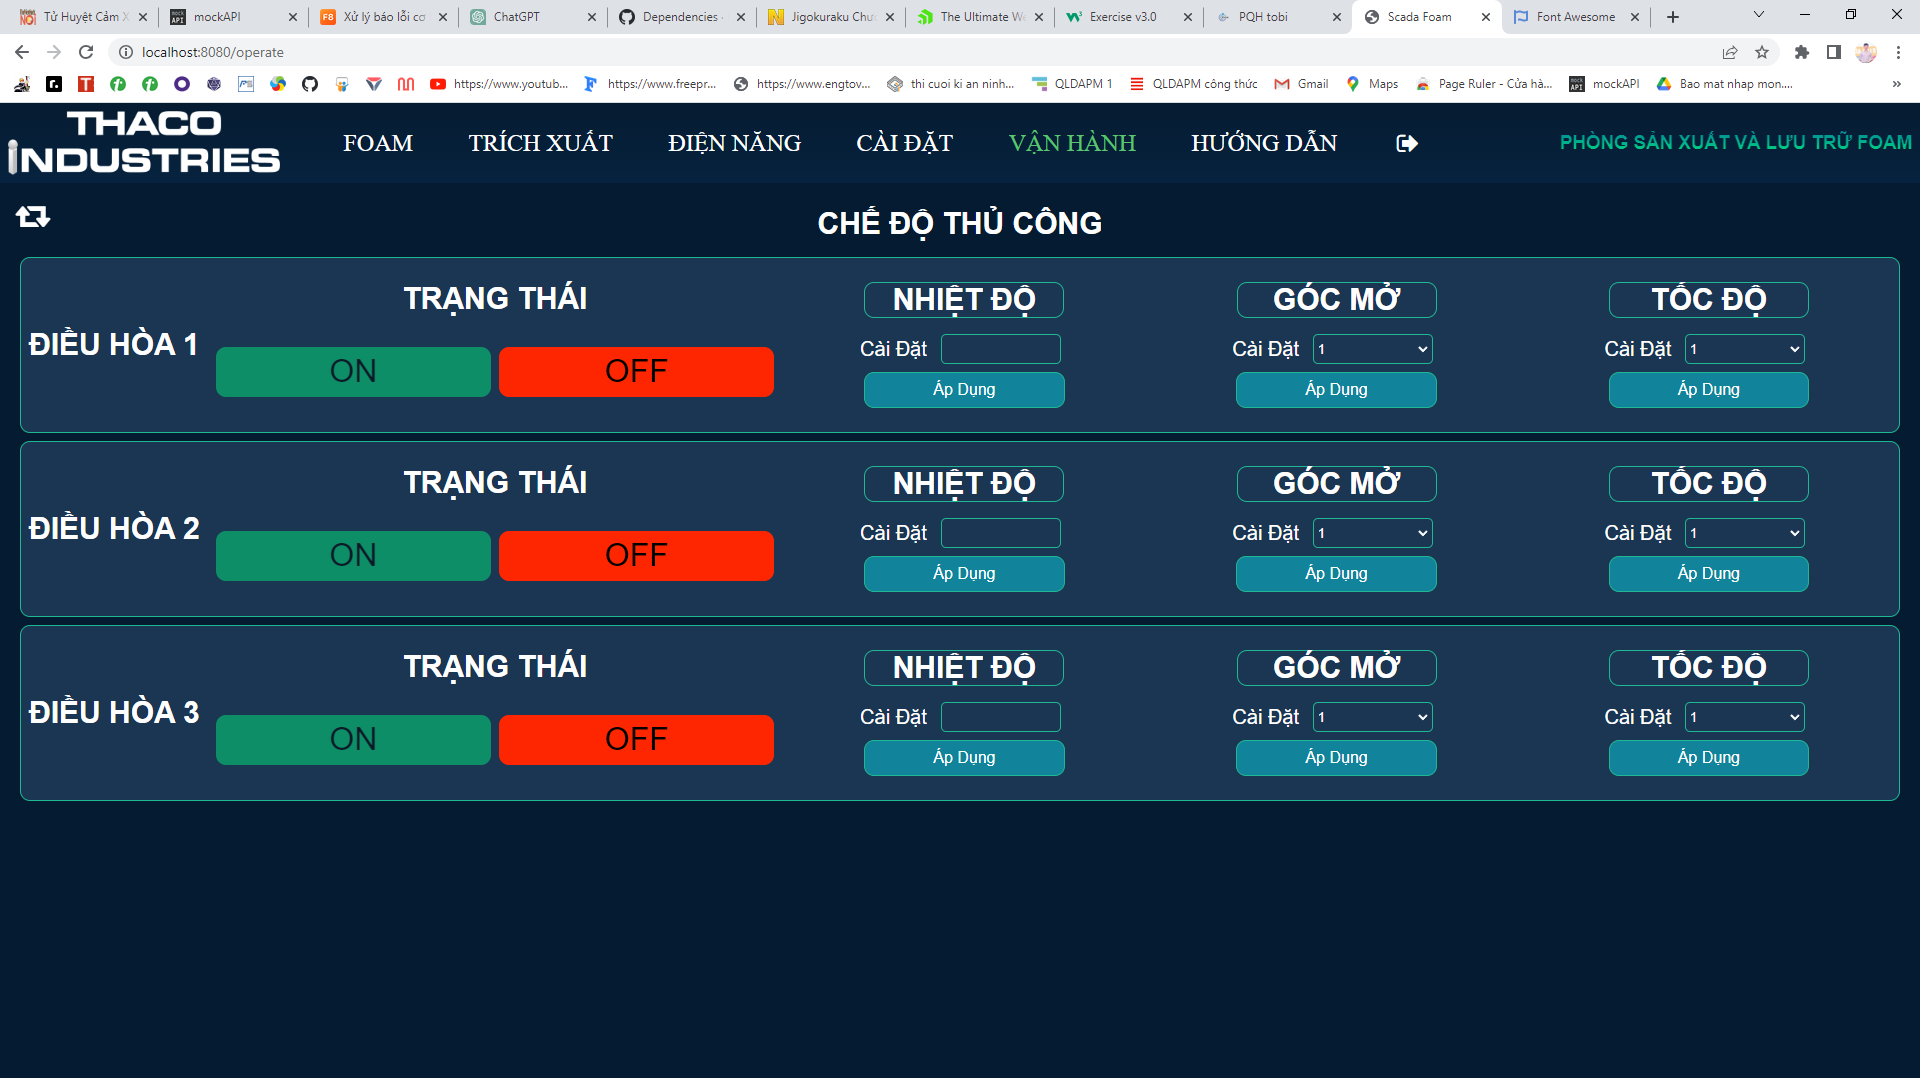 Tử Huyệt Cảm X
mockAPI
Xử lý báo lỗi cơ
ChatGPT
Dependencies
Jigokuraku Chư
The Ultimate We
Exercise v3.0
PQH tobi
Scada Foam
Font Awesome
localhost:8080/operate
https://www.youtub...
https://www.freepr...
https://www.engtov...
thi cuoi ki an ninh...
QLDAPM 1
QLDAPM công thức
Gmail
Maps
Page Ruler - Cửa hà...
mockAPI
Bao mat nhap mon....
»
THACO
INDUSTRIES
FOAM
TRÍCH XUẤT
ĐIỆN NĂNG
CÀI ĐẶT
VẬN HÀNH
HƯỚNG DẪN
PHÒNG SẢN XUẤT VÀ LƯU TRỮ FOAM
CHẾ ĐỘ THỦ CÔNG
ĐIỀU HÒA 1
TRẠNG THÁI
ON
OFF
NHIỆT ĐỘ
Cài Đặt
Áp Dụng
GÓC MỞ
Cài Đặt 1
Áp Dụng
TỐC ĐỘ
Cài Đặt 1
Áp Dụng
ĐIỀU HÒA 2
TRẠNG THÁI
ON
OFF
NHIỆT ĐỘ
Cài Đặt
Áp Dụng
GÓC MỞ
Cài Đặt 1
Áp Dụng
TỐC ĐỘ
Cài Đặt 1
Áp Dụng
ĐIỀU HÒA 3
TRẠNG THÁI
ON
OFF
NHIỆT ĐỘ
Cài Đặt
Áp Dụng
GÓC MỞ
Cài Đặt 1
Áp Dụng
TỐC ĐỘ
Cài Đặt 1
Áp Dụng